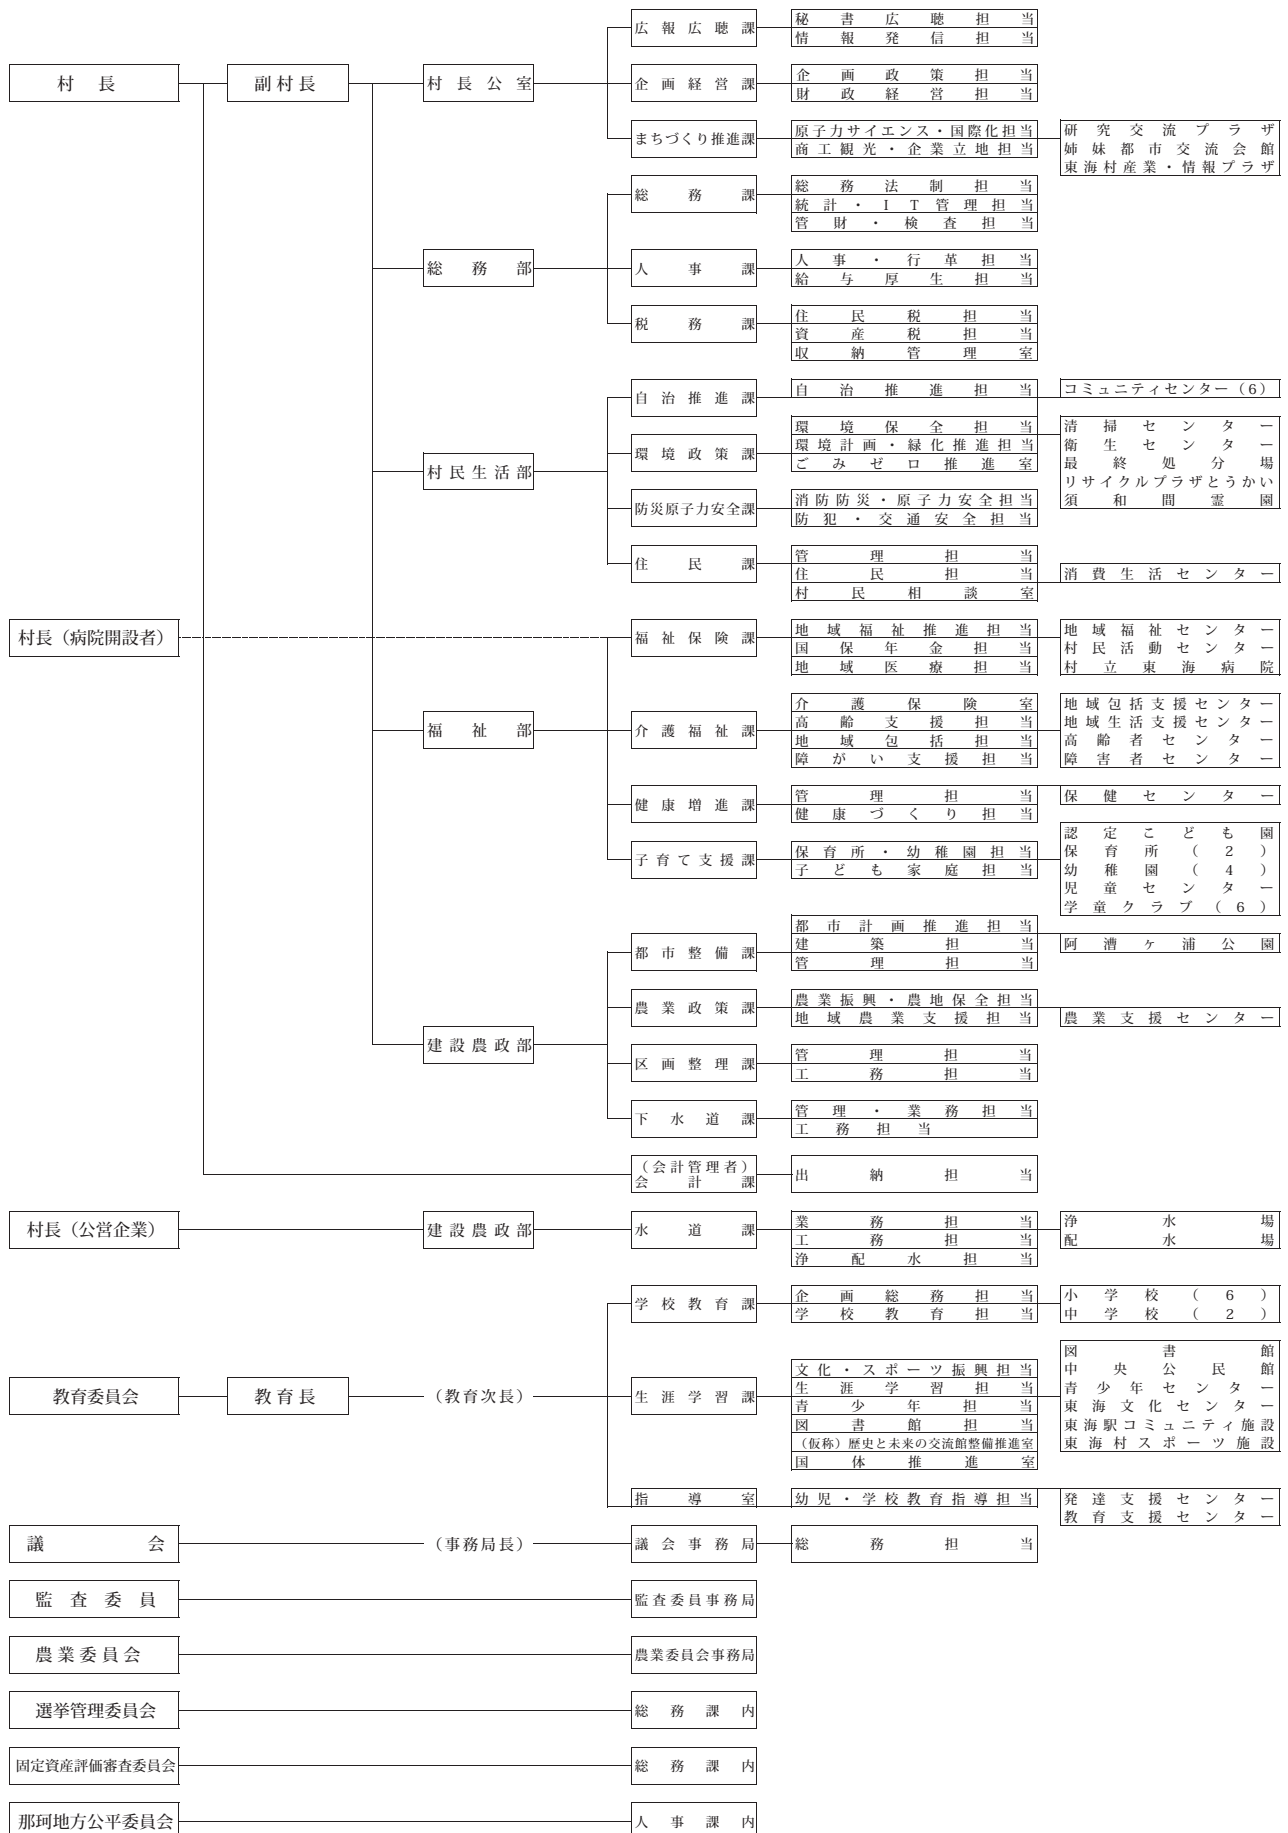 広報広聴課
秘書広聴担当
情報発信担当
村長
副村長
村長公室
企画経営課
企画政策担当
財政経営担当
まちづくり推進課
原子力サイエンス・国際化担当
商工観光・企業立地担当
研究交流プラザ
姉妹都市交流会館
東海村産業・情報プラザ
総務部
総務課
総務法制担当
統計・IT管理担当
管財・検査担当
人事課
人事・行革担当
給与厚生担当
税務課
住民税担当
資産税担当
収納管理室
村民生活部
自治推進課
自治推進担当
コミュニティセンター（6）
環境政策課
環境保全担当
環境計画・緑化推進担当
ごみゼロ推進室
清掃センター
衛生センター
最終処分場
リサイクルプラザとうかい
須和間霊園
防災原子力安全課
消防防災・原子力安全担当
防犯・交通安全担当
住民課
管理担当
住民担当
村民相談室
消費生活センター
村長（病院開設者）
福祉保険課
地域福祉推進担当
国保年金担当
地域医療担当
地域福祉センター
村民活動センター
村立東海病院
福祉部
介護福祉課
介護保険室
高齢支援担当
地域包括担当
障がい支援担当
地域包括支援センター
地域生活支援センター
高齢者センター
障害者センター
健康増進課
管理担当
健康づくり担当
保健センター
子育て支援課
保育所・幼稚園担当
子ども家庭担当
認定こども園
保育所（2）
幼稚園（4）
児童センター
学童クラブ（6）
建設農政部
都市整備課
都市計画推進担当
建築担当
管理担当
阿漕ヶ浦公園
農業政策課
農業振興・農地保全担当
地域農業支援担当
農業支援センター
区画整理課
管理担当
工務担当
下水道課
管理・業務担当
工務担当
（会計管理者）
会計課
出納担当
村長（公営企業）
建設農政部
水道課
業務担当
工務担当
浄配水担当
浄水場
配水場
教育委員会
教育長
（教育次長）
学校教育課
企画総務担当
学校教育担当
小学校（6）
中学校（2）
生涯学習課
文化・スポーツ振興担当
生涯学習担当
青少年担当
図書館担当
（仮称）歴史と未来の交流館整備推進室
国体推進室
図書館
中央公民館
青少年センター
東海文化センター
東海駅コミュニティ施設
東海村スポーツ施設
指導室
幼児・学校教育指導担当
発達支援センター
教育支援センター
議会
（事務局長）
議会事務局
総務担当
監査委員
監査委員事務局
農業委員会
農業委員会事務局
選挙管理委員会
総務課内
固定資産評価審査委員会
総務課内
那珂地方公平委員会
人事課内